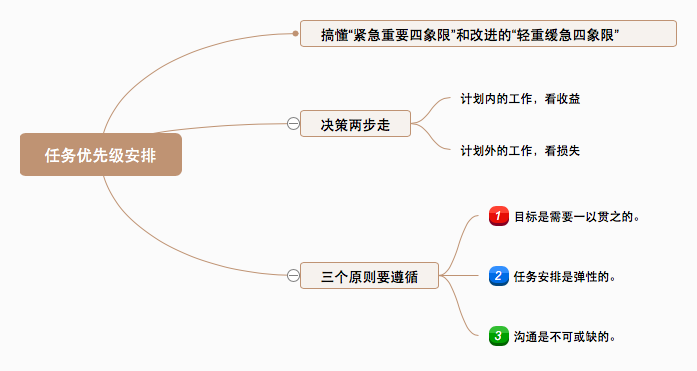 搞懂“紧急重要四象限”和改进的“轻重缓急四象限”
计划内的工作，看收益
决策两步走
任务优先级安排
计划外的工作，看损失
1 目标是需要一以贯之的。
三个原则要遵循
2 任务安排是弹性的。
3 沟通是不可或缺的。